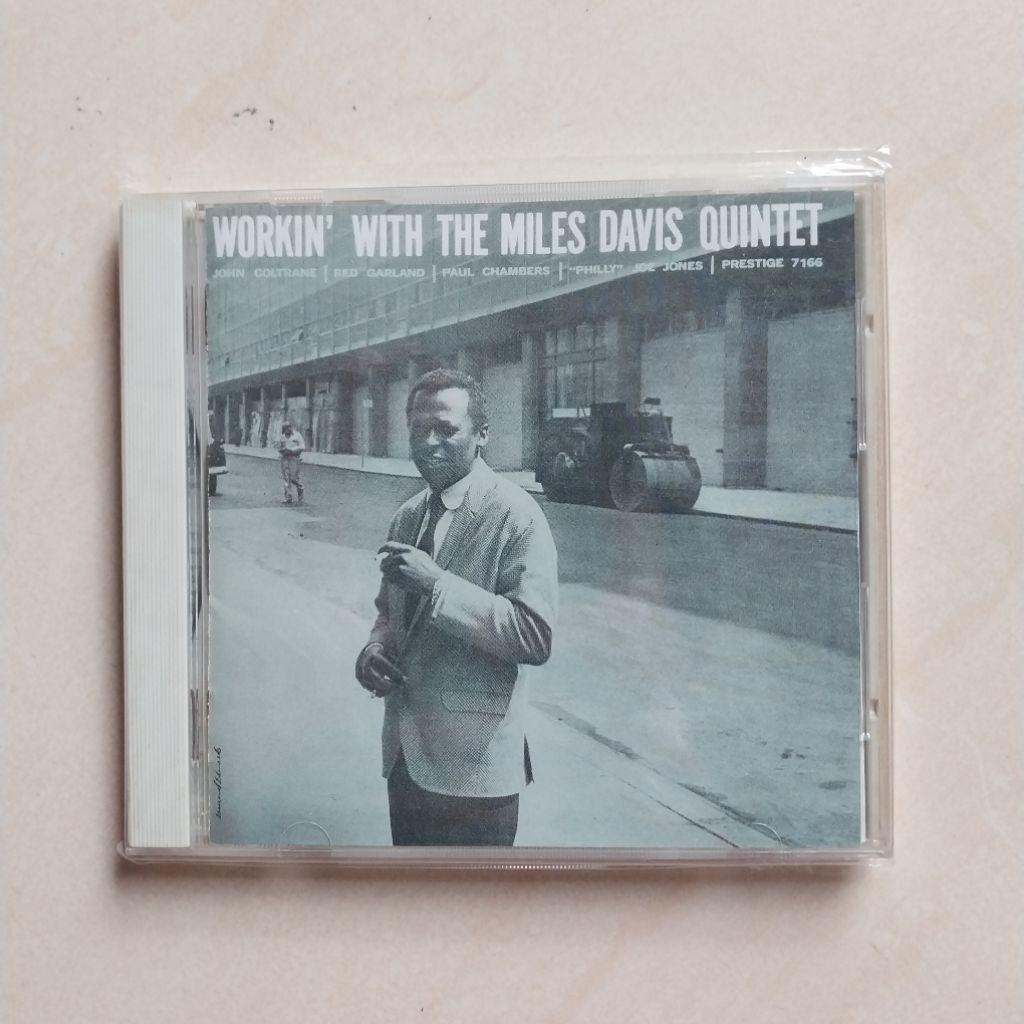 WORKIN' WITH THE MILES DAVIS QUINTET
JOHN COLTRANE | RED GARLAND | PAUL CHAMBERS | "PHILLY" JOE JONES | PRESTIGE 7166